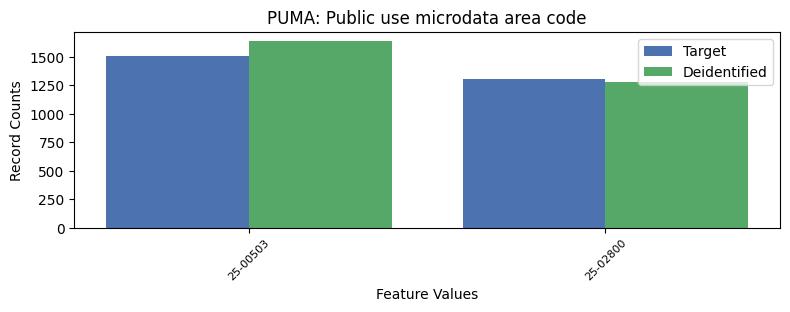 PUMA: Public use microdata area code
Record Counts
1500
1250
1000
750
500
250
0
Target
Deidentified
25-00503
25-02800
Feature Values